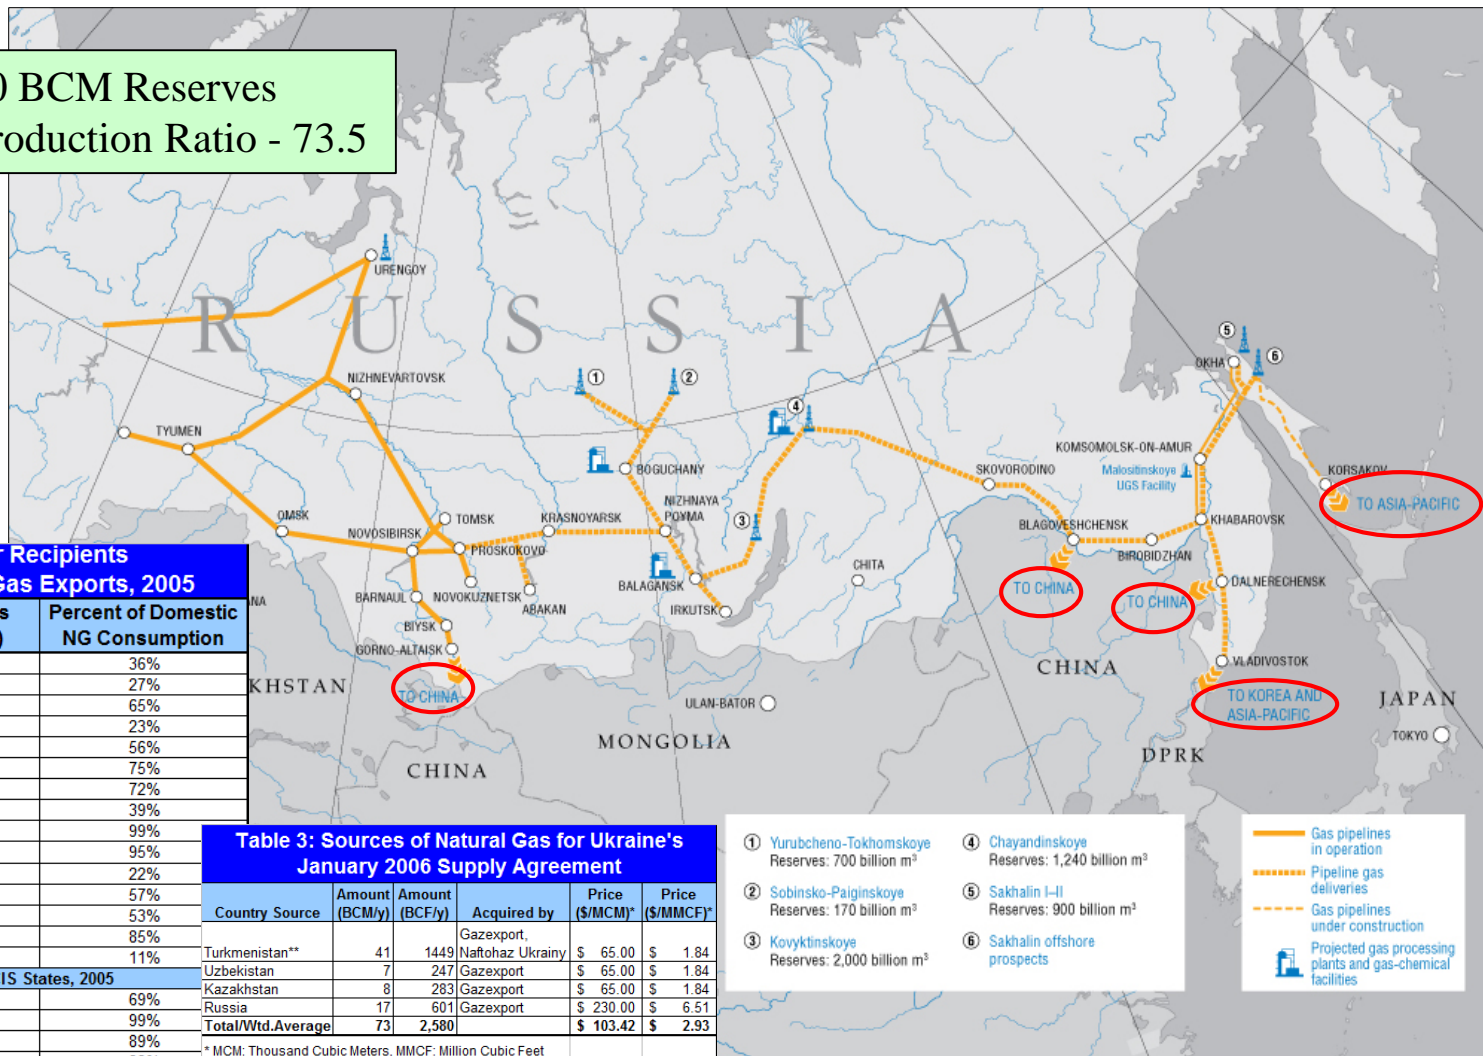 0 BCM Reserves
roduction Ratio - 73.5
RUSSIA
URENGOY
NIZHNEVARTOVSK
TYUMEN
OMSK
NOVOSIBIRSK
TOMSK
PROSKOKOVO
KRASNOYARSK
BARNAUL
NOVOKUZNETSK
ABAKAN
BIYSK
GORNO-ALTAISK
TO CHINA
①
②
BOGUCHANY
NIZHNAYA
POYMA
③
④
BALAGANSK
IRKUTSK
CHITA
SKOVORODINO
BLAGOVESHCHENSK
TO CHINA
BIROBIDZHAN
TO CHINA
KOMSOMOLSK-ON-AMUR
Malositinskoye
UGS Facility
KHABAROVSK
DALNERECHENSK
VLADIVOSTOK
TO KOREA AND
ASIA-PACIFIC
⑤
⑥
OKHA
KORSAKOV
TO ASIA-PACIFIC
ANA
KHSTAN
CHINA
MONGOLIA
ULAN-BATOR
CHINA
DPRK
JAPAN
TOKYO
r Recipients
Gas Exports, 2005
s Percent of Domestic
) NG Consumption
36%
27%
65%
23%
56%
75%
72%
39%
99%
95%
22%
57%
53%
85%
11%
IS States, 2005
69%
99%
89%
Table 3: Sources of Natural Gas for Ukraine's
January 2006 Supply Agreement
Amount Amount Price Price
Country Source (BCM/y) (BCF/y) Acquired by ($/MCM)* ($/MMCF)*
Gazexport,
Turkmenistan** 41 1449 Naftohaz Ukrainy $ 65.00 $ 1.84
Uzbekistan 7 247 Gazexport $ 65.00 $ 1.84
Kazakhstan 8 283 Gazexport $ 65.00 $ 1.84
Russia 17 601 Gazexport $ 230.00 $ 6.51
Total/Wtd.Average 73 2,580 $ 103.42 $ 2.93
* MCM: Thousand Cubic Meters, MMCF: Million Cubic Feet
① Yurubcheno-Tokhomskoye
Reserves: 700 billion m³
② Sobinsko-Paiginskoye
Reserves: 170 billion m³
③ Kovyktinskoye
Reserves: 2,000 billion m³
④ Chayandinskoye
Reserves: 1,240 billion m³
⑤ Sakhalin I–II
Reserves: 900 billion m³
⑥ Sakhalin offshore
prospects
Gas pipelines
in operation
Pipeline gas
deliveries
Gas pipelines
under construction
Projected gas processing
plants and gas-chemical
facilities